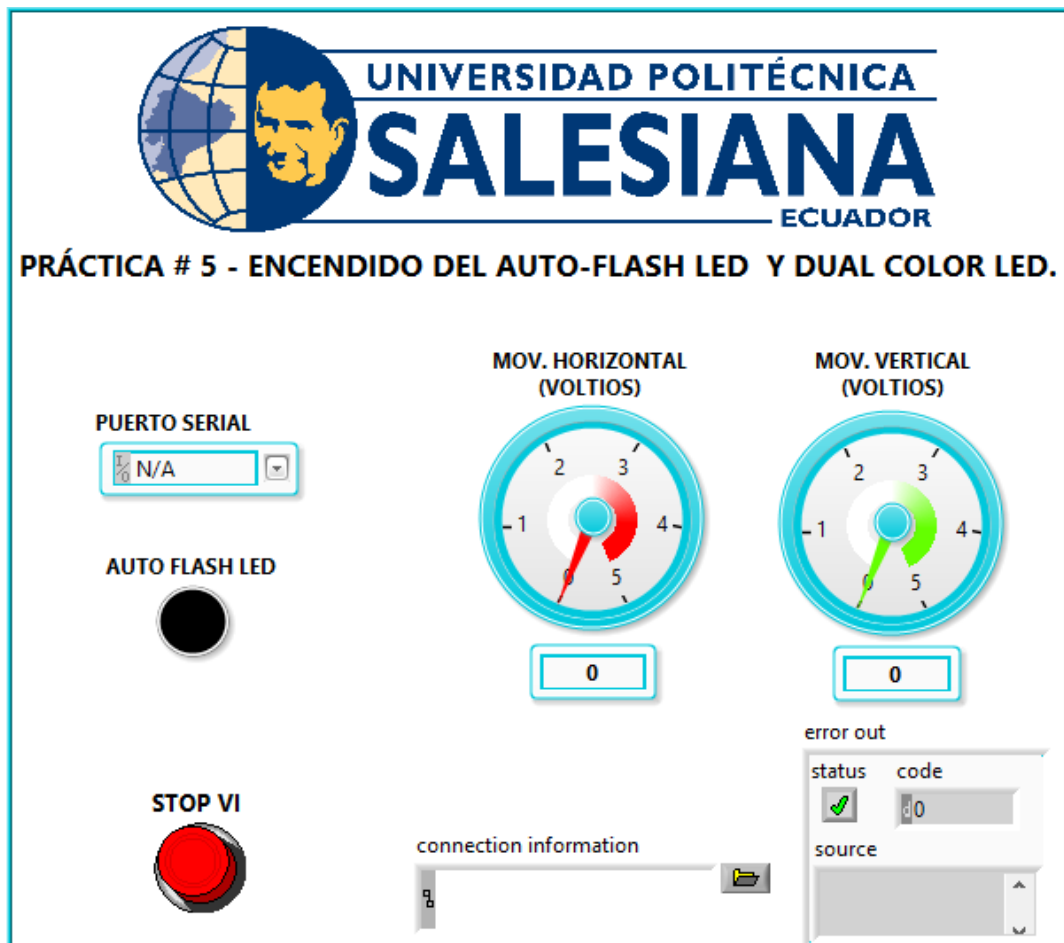 UNIVERSIDAD POLITÉCNICA
SALESIANA
ECUADOR
PRÁCTICA # 5 - ENCENDIDO DEL AUTO-FLASH LED Y DUAL COLOR LED.
MOV. HORIZONTAL
(VOLTIOS)
0
1
2
3
4
5
0
MOV. VERTICAL
(VOLTIOS)
0
1
2
3
4
5
0
PUERTO SERIAL
I/O N/A
AUTO FLASH LED
STOP VI
connection information
error out
status
code
d 0
source